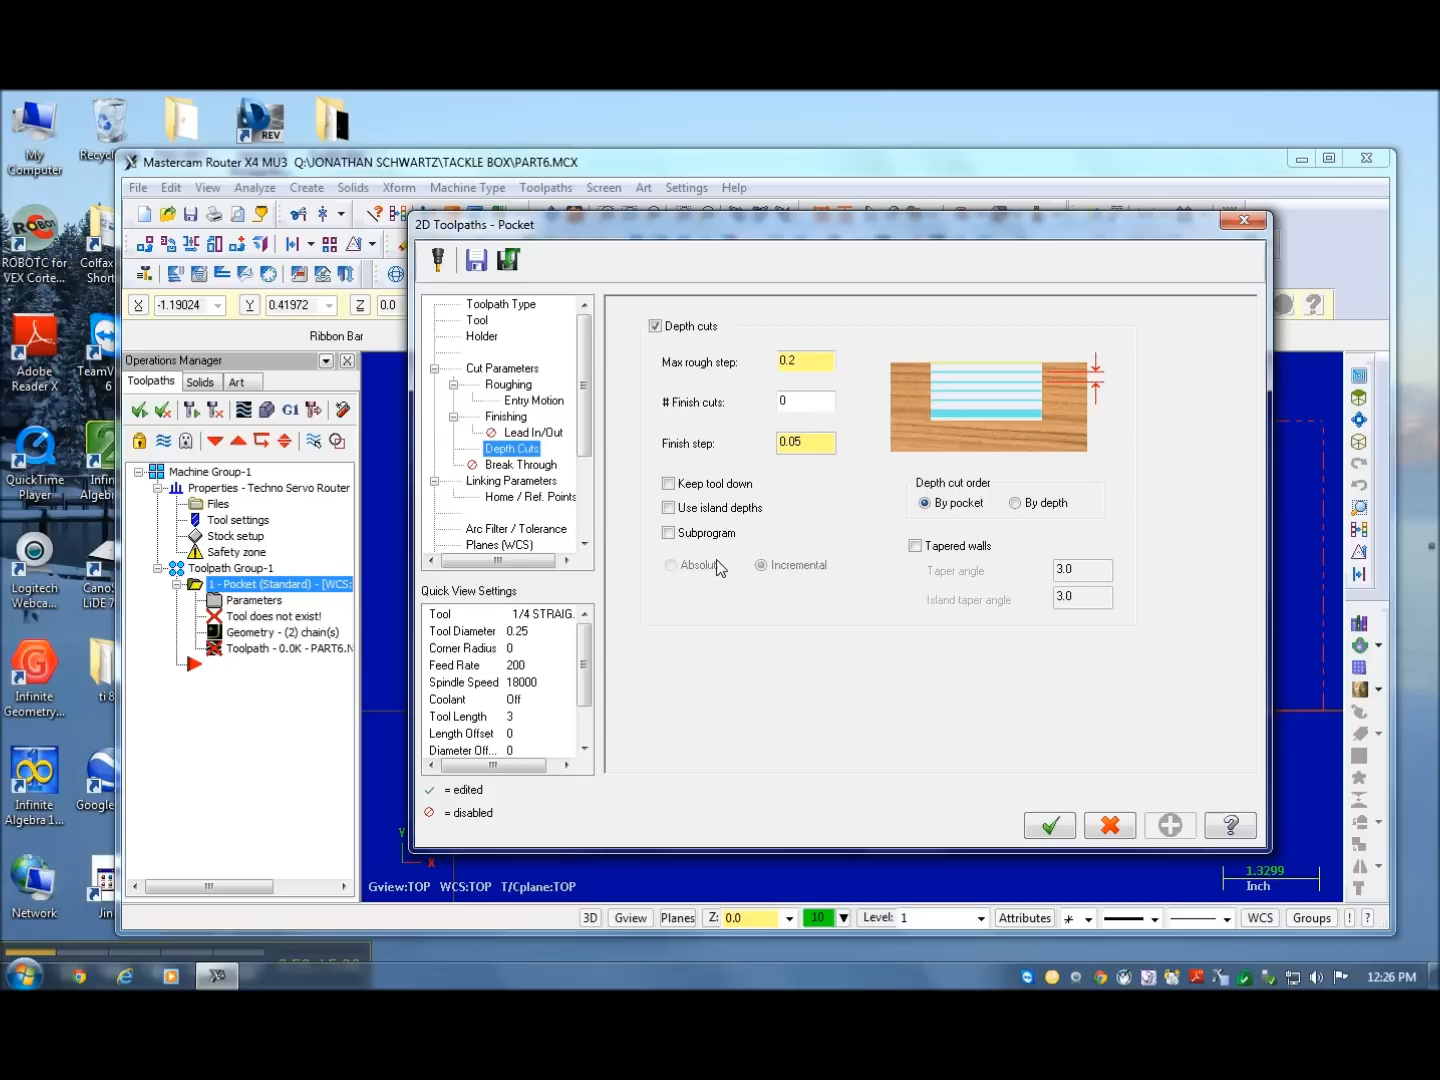 My Computer
REV
Mastercam Router X4 MU3 Q:\JONATHAN SCHWARTZ\TACKLE BOX\PART6.MCX
File Edit View Analyze Create Solids Xform Machine Type Toolpaths Screen Art Settings Help
2D Toolpaths - Pocket
ROBOTC for VEX Corte...
Colfax
X -1.19024 Y 0.41972 Z 0.0
Ribbon Bar
Operations Manager
Toolpaths Solids Art
G1
Adobe Reader X
Machine Group-1
Properties - Techno Servo Router
Files
Tool settings
Stock setup
Safety zone
Toolpath Group-1
1 - Pocket (Standard) - [WCS:
Parameters
Tool does not exist!
Geometry - (2) chain(s)
Toolpath - 0.0K - PART6.N
QuickTime Player
Logitech Webca...
LiDE
Infinite Geometry...
ti 8
Infinite Algebra 1...
Google
Network
Toolpath Type
Tool
Holder
Cut Parameters
Roughing
Entry Motion
Finishing
Lead In/Out
Depth Cuts
Break Through
Linking Parameters
Home / Ref. Points
Arc Filter / Tolerance
Planes (WCS)
Quick View Settings
Tool 1/4 STRAIG.
Tool Diameter 0.25
Corner Radius 0
Feed Rate 200
Spindle Speed 18000
Coolant Off
Tool Length 3
Length Offset 0
Diameter Off... 0
= edited
= disabled
Depth cuts
Max rough step: 0.2
# Finish cuts: 0
Finish step: 0.05
Keep tool down
Use island depths
Subprogram
Incremental
Depth cut order
By pocket By depth
Tapered walls
Taper angle 3.0
Island taper angle 3.0
Y
X
Gview:TOP WCS:TOP T/Cplane:TOP
1.3299
Inch
3D Gview Planes Z: 0.0 10 Level: 1 Attributes WCS Groups ! ?
12:26 PM